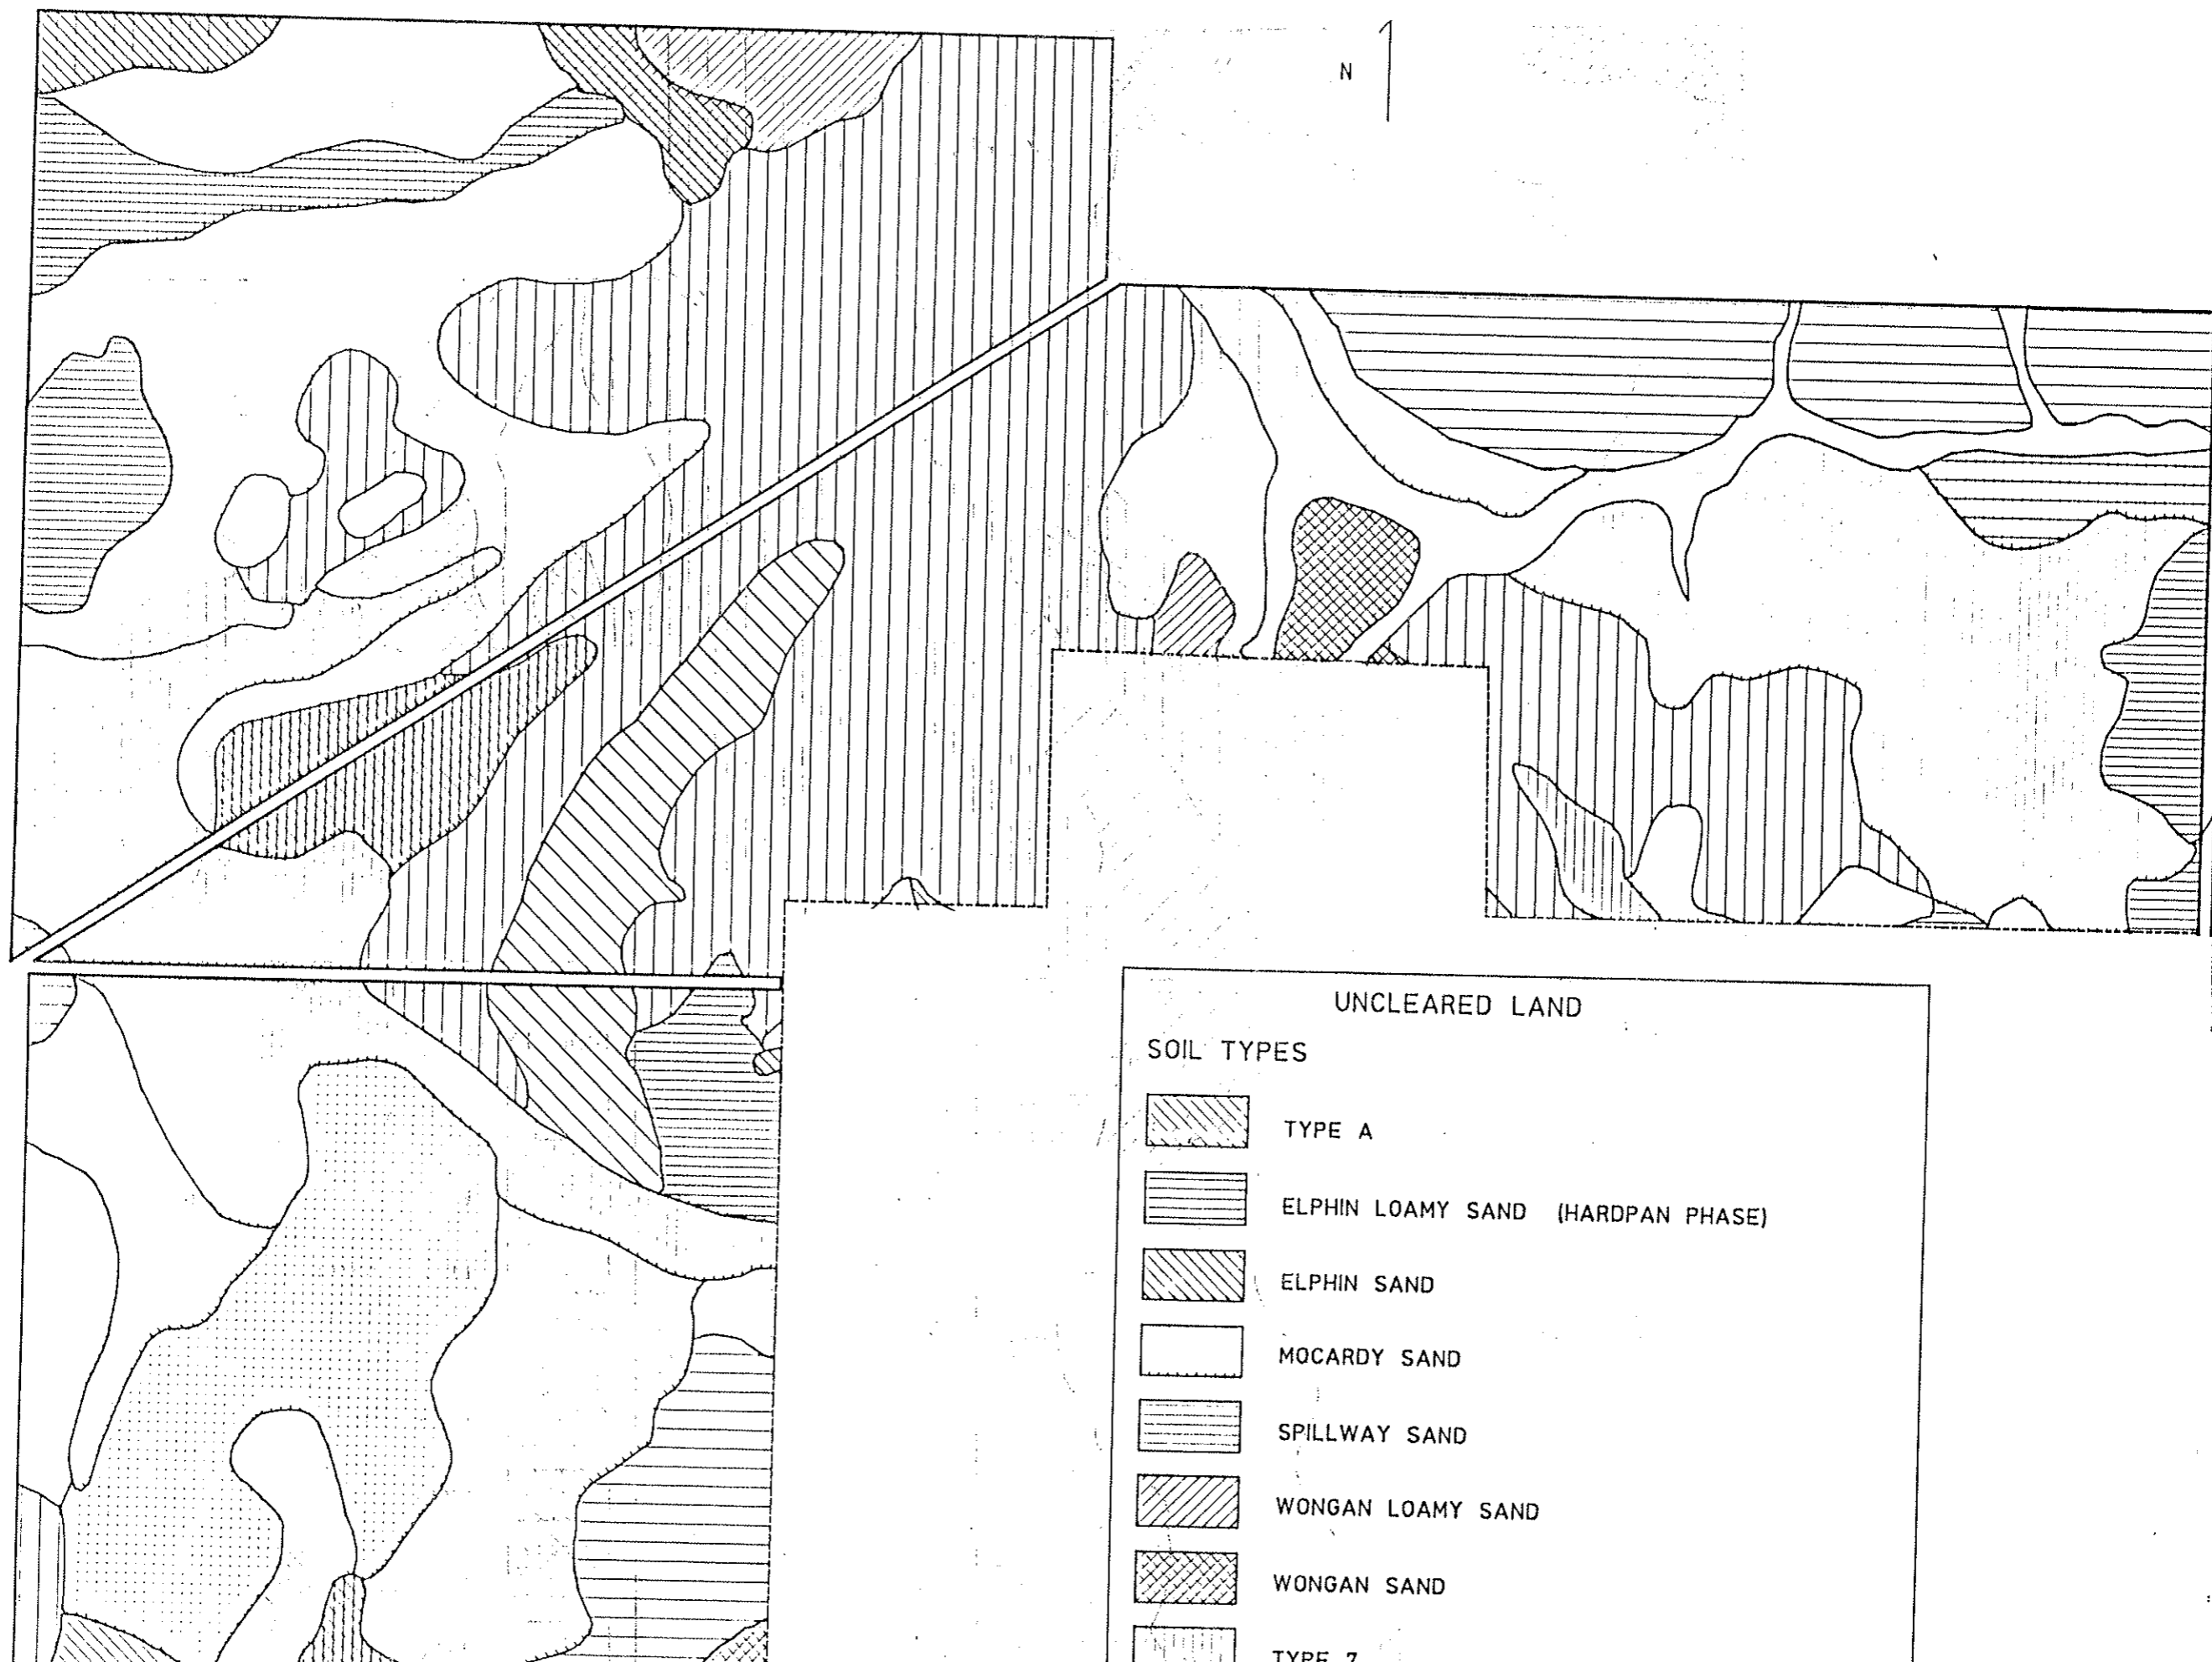 N
UNCLEARED LAND
SOIL TYPES
TYPE A
ELPHIN LOAMY SAND (HARDPAN PHASE)
ELPHIN SAND
MOCARDY SAND
SPILLWAY SAND
WONGAN LOAMY SAND
WONGAN SAND
TYPE 7